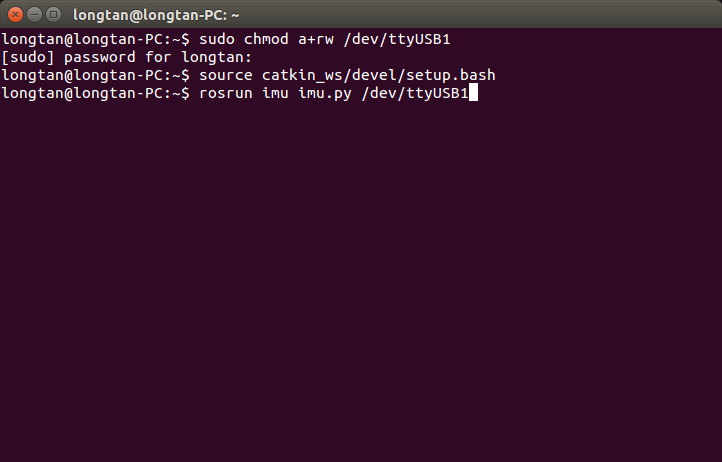 longtan@longtan-PC: ~
longtan@longtan-PC:~$ sudo chmod a+rw /dev/ttyUSB1
[sudo] password for longtan:
longtan@longtan-PC:~$ source catkin_ws/devel/setup.bash
longtan@longtan-PC:~$ rosrun imu imu.py /dev/ttyUSB1